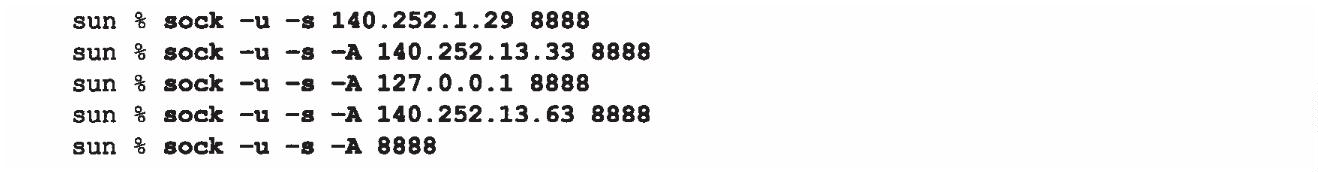 sun % sock -u -s 140.252.1.29 8888
sun % sock -u -s -A 140.252.13.33 8888
sun % sock -u -s -A 127.0.0.1 8888
sun % sock -u -s -A 140.252.13.63 8888
sun % sock -u -s -A 8888